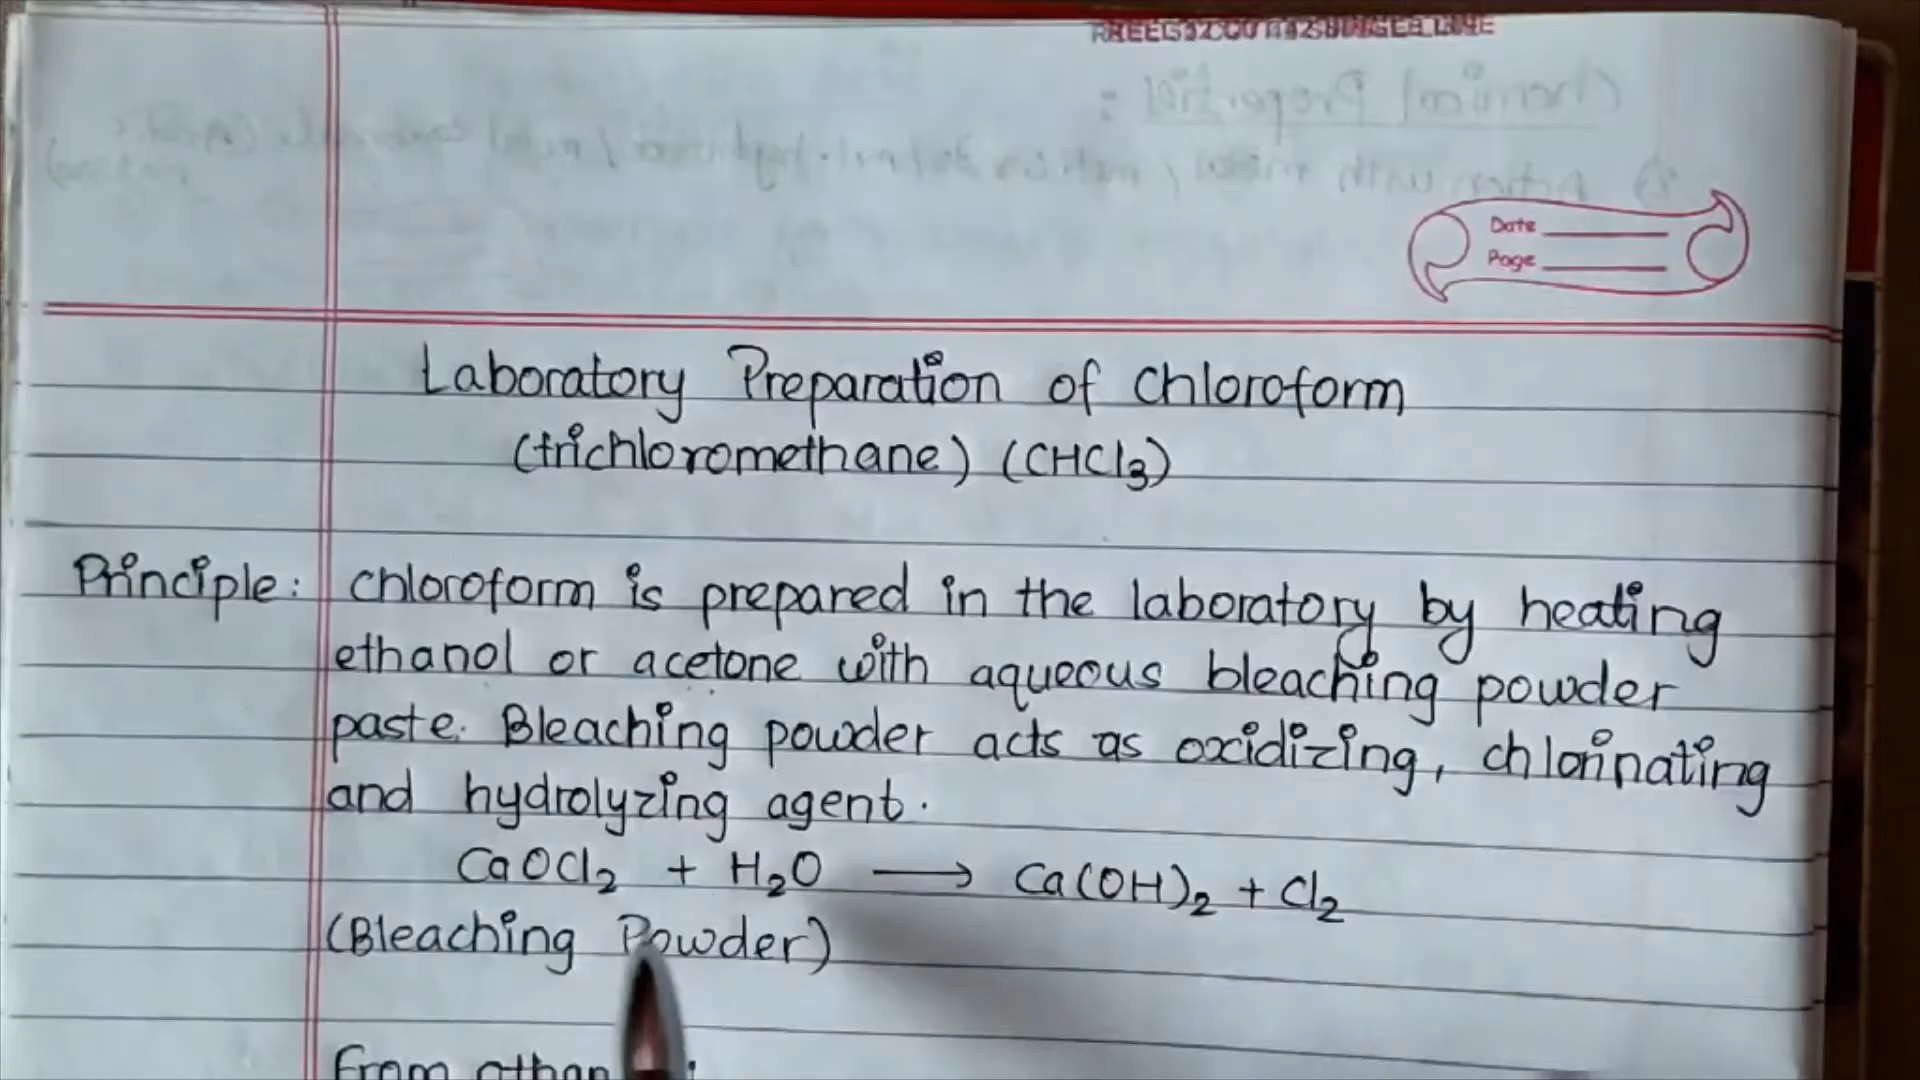 Date
Page
Laboratory Preparation of Chloroform
(trichloromethane) (CHCl₃)
Principle: Chloroform is prepared in the laboratory by heating
ethanol or acetone with aqueous bleaching powder
paste. Bleaching powder acts as oxidizing, chlorinating
and hydrolyzing agent.
CaOCl₂ + H₂O ⟶ Ca(OH)₂ + Cl₂
(Bleaching Powder)
From